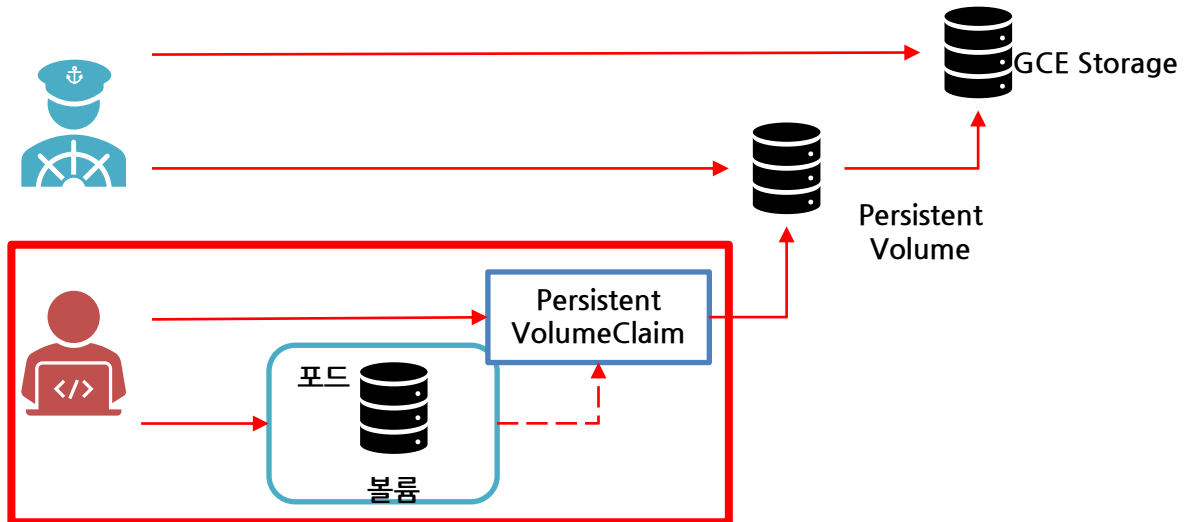 GCE Storage
Persistent
Volume
Persistent
VolumeClaim
포드
</>
볼륨